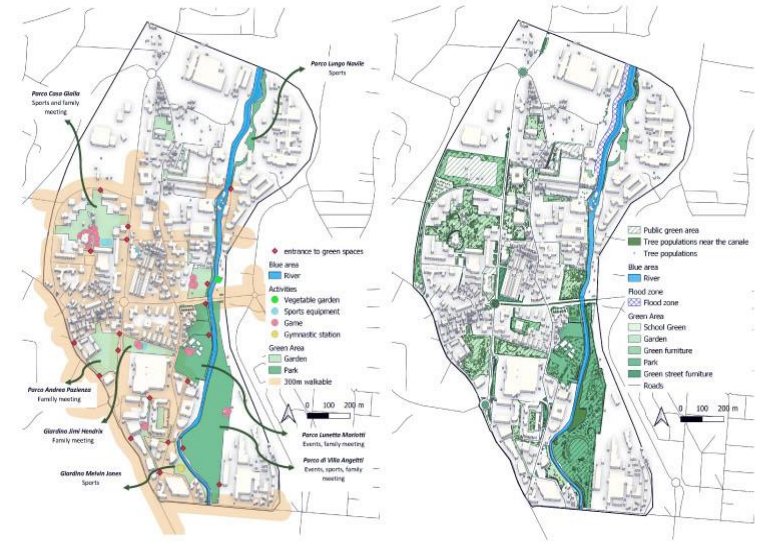 Parco Lungo Navile
Sports
Parco Casa Gialla
Sports and family
meeting
entrance to green spaces
Blue area
River
Activities
Vegetable garden
Sports equipment
Game
Gymnastic station
Green Area
Garden
Park
300m walkable
0 100 200 m
Parco Andrea Pazienza
Familly meeting
Giardino Jimi Hendrix
Family meeting
Parco Lunetta Mariotti
Events, family meeting
Parco di Villa Angeltti
Events, sports, family
meeting
Giardino Melvin Jones
Sports
Public green area
Tree populations near the canale
Tree populations
Blue area
River
Flood zone
Flood zone
Green Area
School Green
Garden
Green furniture
Park
Green street furniture
Roads
0 100 200 m